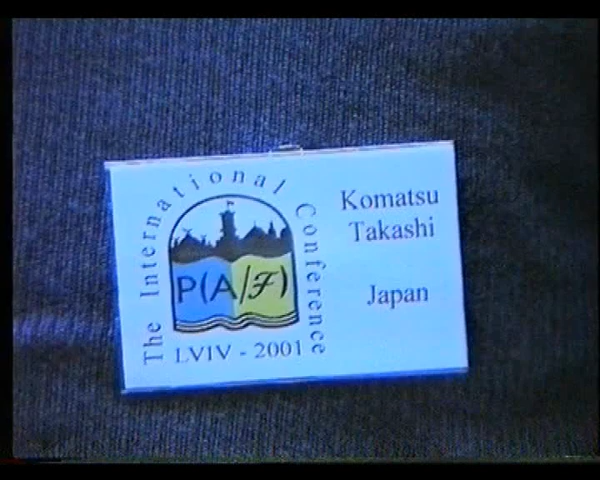 The International Conference
P(A/F)
LVIV - 2001
Komatsu
Takashi
Japan